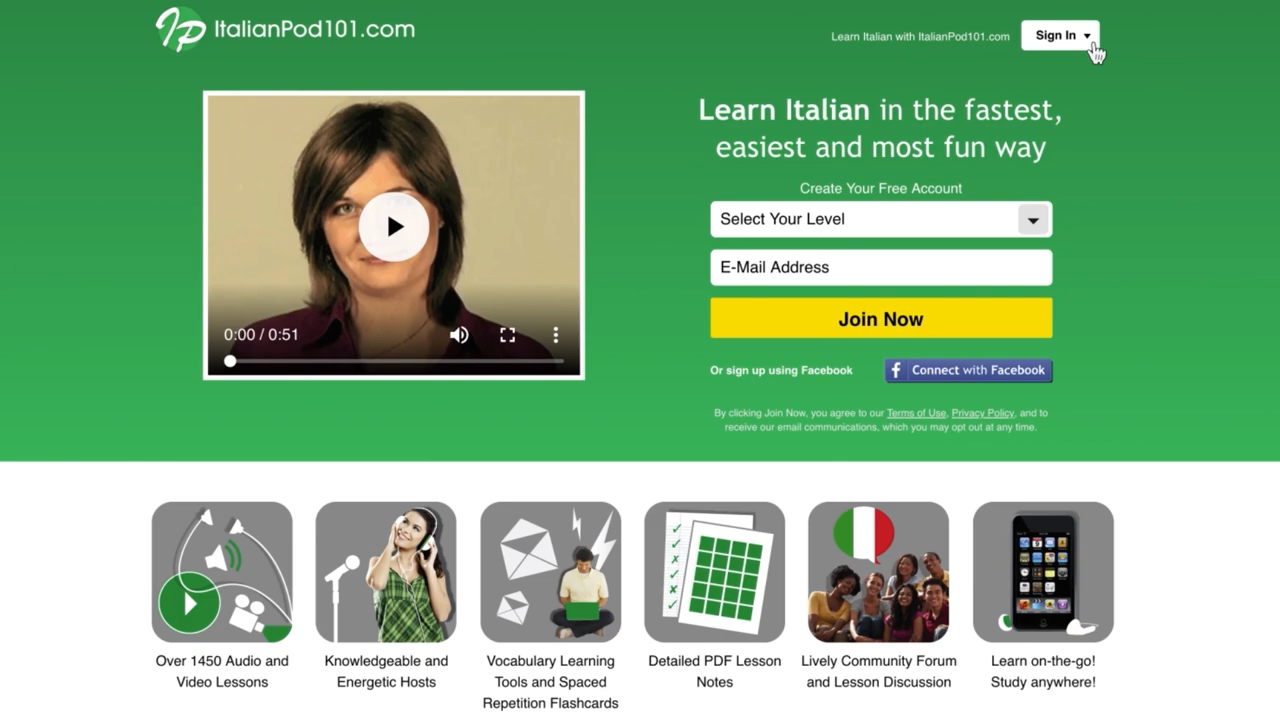 ItalianPod101.com
Learn Italian with ItalianPod101.com
Sign In
Learn Italian in the fastest,
easiest and most fun way
Create Your Free Account
Select Your Level
E-Mail Address
Join Now
Or sign up using Facebook
Connect with Facebook
By clicking Join Now, you agree to our Terms of Use, Privacy Policy, and to
receive our email communications, which you may opt out at any time.
0:00 / 0:51
Over 1450 Audio and
Video Lessons
Knowledgeable and
Energetic Hosts
Vocabulary Learning
Tools and Spaced
Repetition Flashcards
Detailed PDF Lesson
Notes
Lively Community Forum
and Lesson Discussion
Learn on-the-go!
Study anywhere!